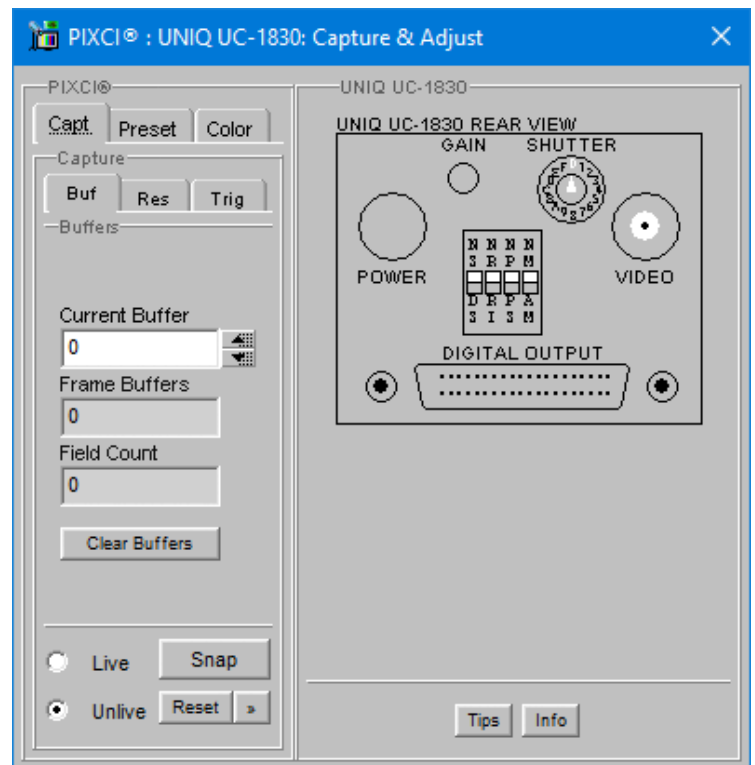 PIXCI® : UNIQ UC-1830: Capture & Adjust
PIXCI®
Capt Preset Color
Capture
Buf Res Trig
Buffers
Current Buffer
0
Frame Buffers
0
Field Count
0
Clear Buffers
Live Snap
Unlive Reset »
UNIQ UC-1830
UNIQ UC-1830 REAR VIEW
GAIN SHUTTER
POWER
N N N N
S R P M
D R P A
S I S M
VIDEO
DIGITAL OUTPUT
Tips Info